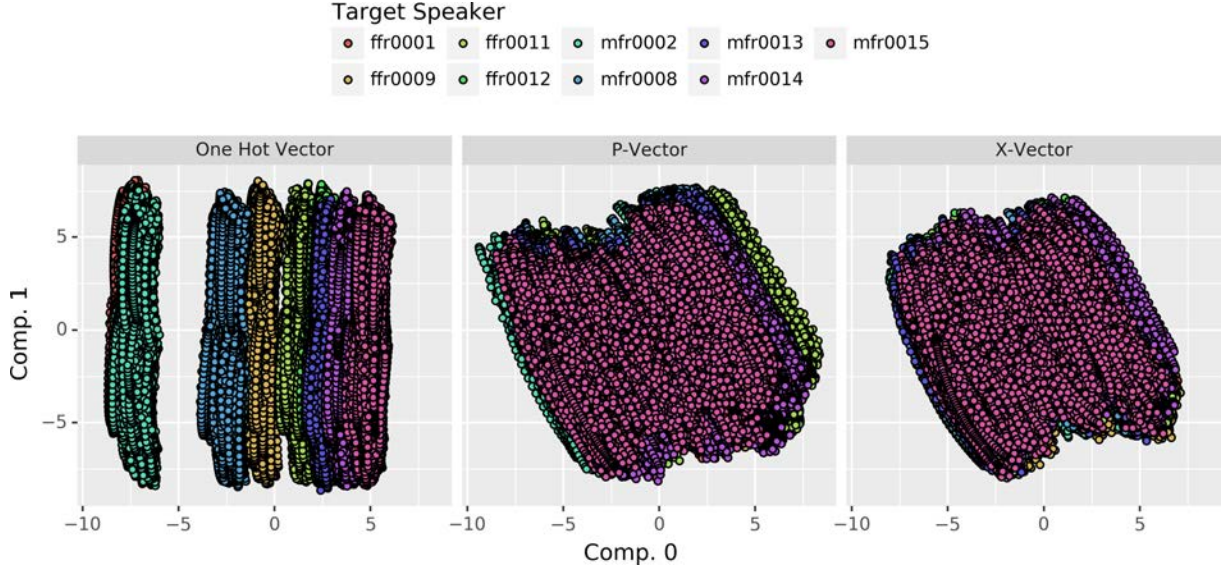 Target Speaker
ffr0001 ffr0011 mfr0002 mfr0013 mfr0015
ffr0009 ffr0012 mfr0008 mfr0014
One Hot Vector P-Vector X-Vector
5
0
−5
Comp. 1
−10 −5 0 5 −10 −5 0 5 −10 −5 0 5
Comp. 0